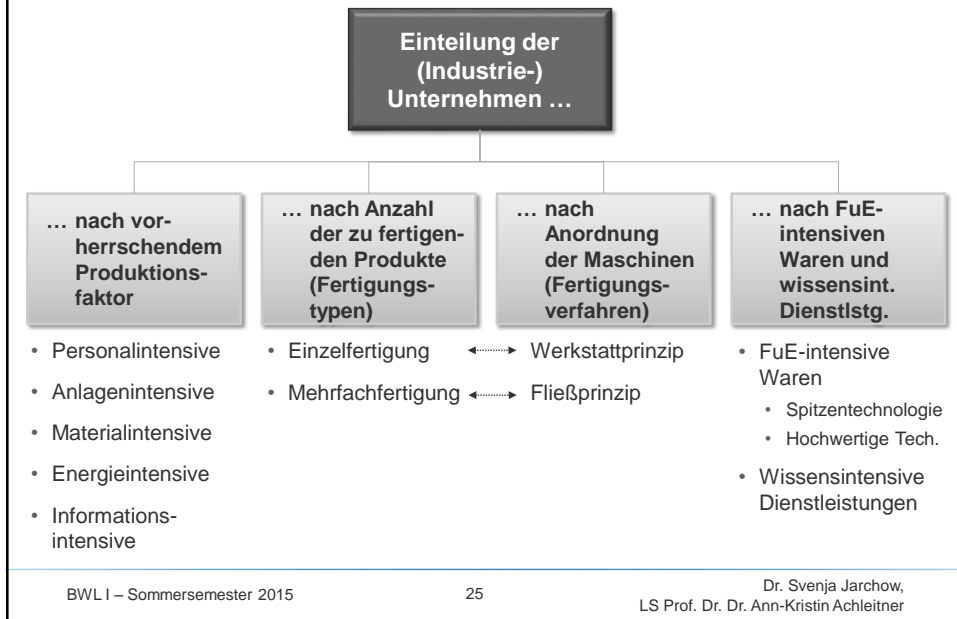 Einteilung der
(Industrie-)
Unternehmen …
… nach vor-
herrschendem
Produktions-
faktor
… nach Anzahl
der zu fertigen-
den Produkte
(Fertigungs-
typen)
… nach
Anordnung
der Maschinen
(Fertigungs-
verfahren)
… nach FuE-
intensiven
Waren und
wissensint.
Dienstlstg.
• Personalintensive
• Anlagenintensive
• Materialintensive
• Energieintensive
• Informations-
intensive
• Einzelfertigung
• Mehrfachfertigung
Werkstattprinzip
Fließprinzip
• FuE-intensive
Waren
• Spitzentechnologie
• Hochwertige Tech.
• Wissensintensive
Dienstleistungen
BWL I – Sommersemester 2015
25
Dr. Svenja Jarchow,
LS Prof. Dr. Dr. Ann-Kristin Achleitner